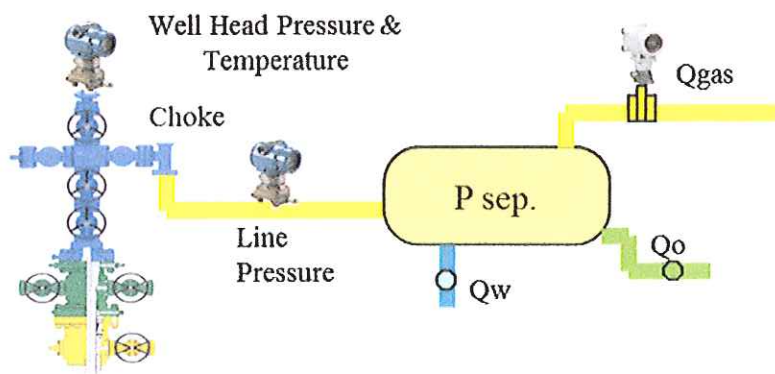 Well Head Pressure &
Temperature
Qgas
Choke
P sep.
Line
Pressure
Qo
Qw